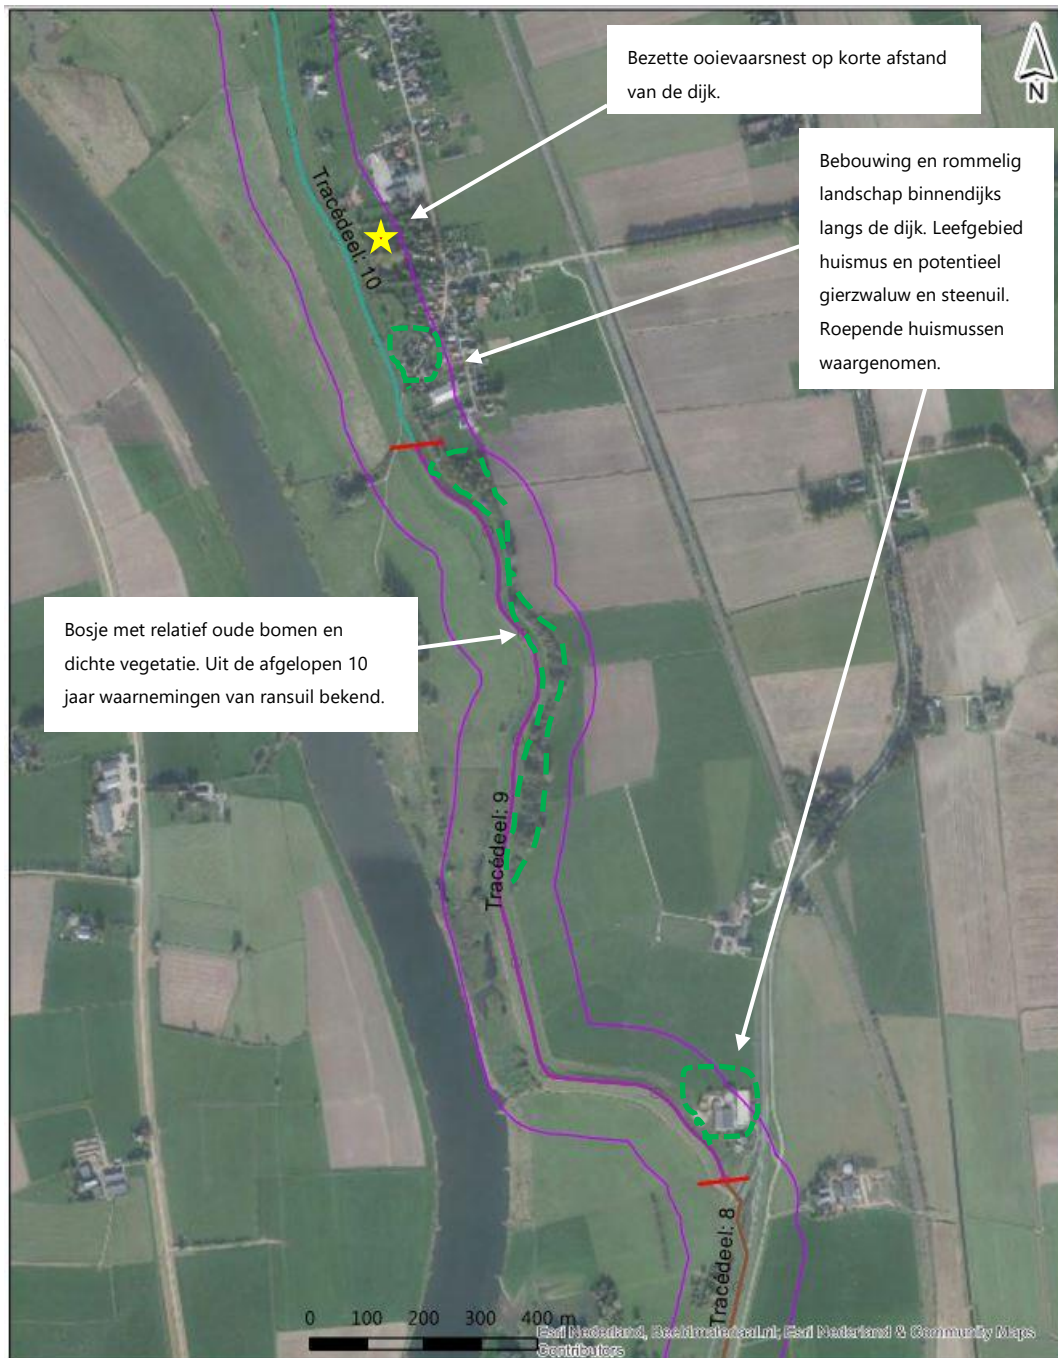 Bezette ooievaarsnest op korte afstand
van de dijk.
N
Bebouwing en rommelig
landschap binnendijks
langs de dijk. Leefgebied
huismus en potentieel
gierzwaluw en steenuil.
Roepende huismussen
waargenomen.
Tracédeel: 10
Bosje met relatief oude bomen en
dichte vegetatie. Uit de afgelopen 10
jaar waarnemingen van ransuil bekend.
Tracédeel: 9
Tracédeel: 8
0 100 200 300 400 m
Esri Nederland, Beeldmateriaal.nl; Esri Nederland & Community Maps
Contributors